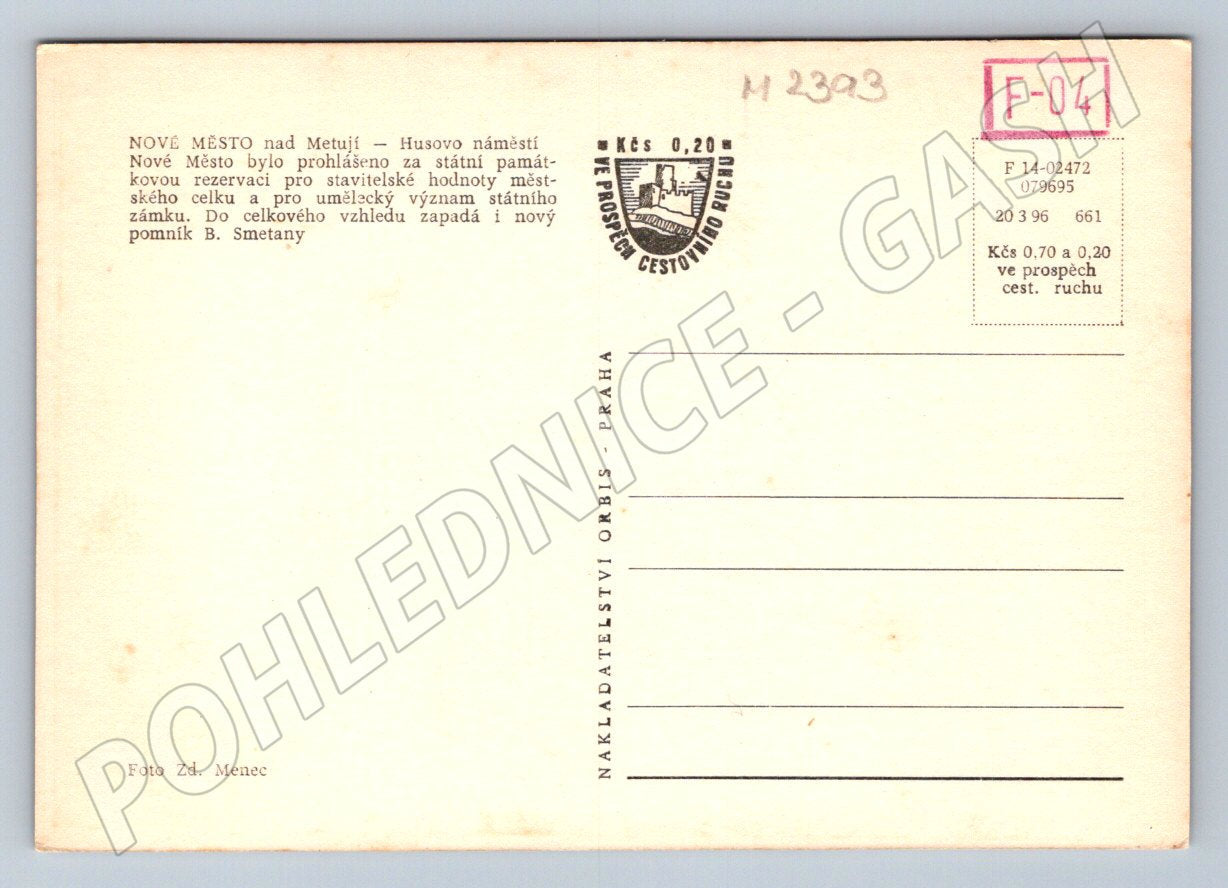 M 2393
F-04
NOVÉ MĚSTO nad Metují — Husovo náměstí
Nové Město bylo prohlášeno za státní památ-
kovou rezervaci pro stavitelské hodnoty měst-
ského celku a pro umělecký význam státního
zámku. Do celkového vzhledu zapadá i nový
pomník B. Smetany
Kčs 0,20
VE PROSPĚCH CESTOVNÍHO RUCHU
F 14-02472
079695
20 3 96 661
Kčs 0,70 a 0,20
ve prospěch
cest. ruchu
NAKLADATELSTVÍ ORBIS - PRAHA
Foto Zd. Menec
POHLEDNICE - GASH